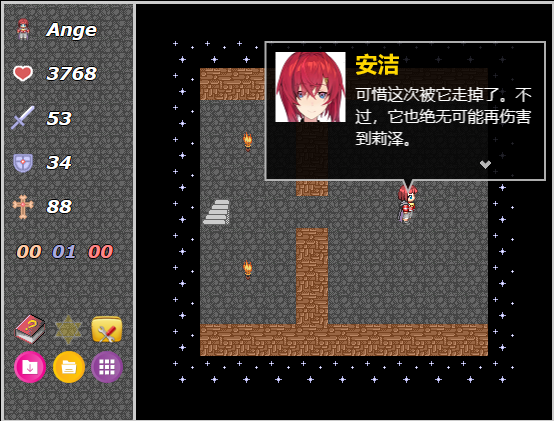 Ange
3768
53
34
88
00 01 00
安洁
可惜这次被它走掉了。不
过，它也绝无可能再伤害
到莉泽。